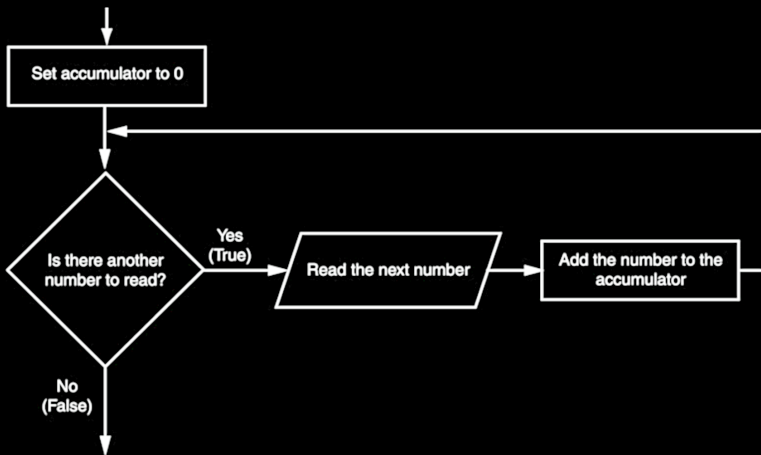 Set accumulator to 0
Is there another
number to read?
Yes
(True)
Read the next number
Add the number to the
accumulator
No
(False)